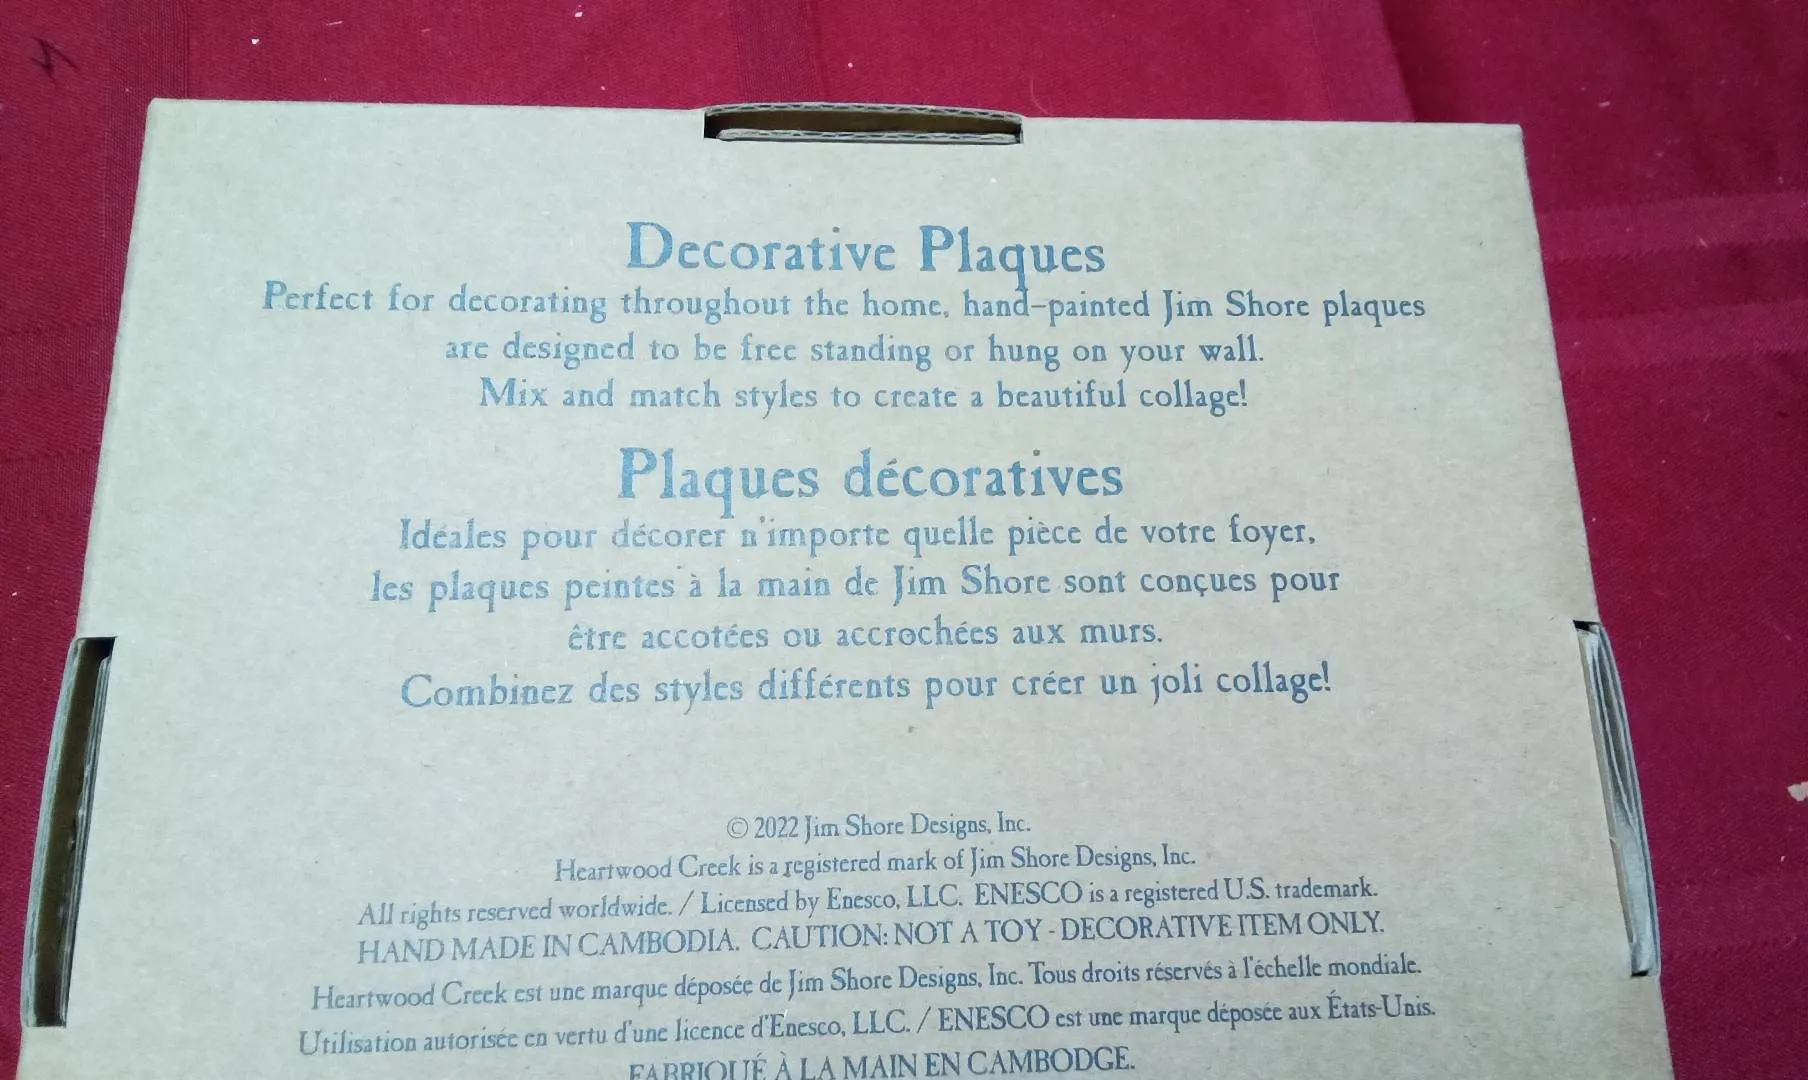 Decorative Plaques
Perfect for decorating throughout the home, hand-painted Jim Shore plaques
are designed to be free standing or hung on your wall.
Mix and match styles to create a beautiful collage!
Plaques décoratives
Idéales pour décorer n'importe quelle pièce de votre foyer,
les plaques peintes à la main de Jim Shore sont conçues pour
être accotées ou accrochées aux murs.
Combinez des styles différents pour créer un joli collage!
© 2022 Jim Shore Designs, Inc.
Heartwood Creek is a registered mark of Jim Shore Designs, Inc.
All rights reserved worldwide. / Licensed by Enesco, LLC. ENESCO is a registered U.S. trademark.
HAND MADE IN CAMBODIA. CAUTION: NOT A TOY - DECORATIVE ITEM ONLY.
Heartwood Creek est une marque déposée de Jim Shore Designs, Inc. Tous droits réservés à l'échelle mondiale.
Utilisation autorisée en vertu d'une licence d'Enesco, LLC. / ENESCO est une marque déposée aux États-Unis.
FABRIQUÉ À LA MAIN EN CAMBODGE.